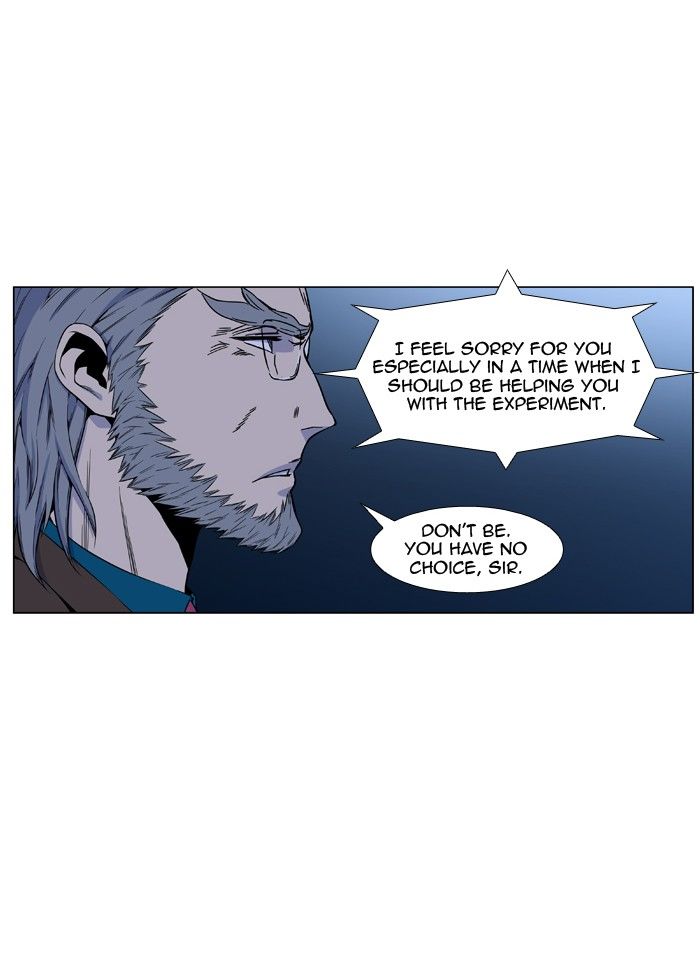 I FEEL SORRY FOR YOU
ESPECIALLY IN A TIME WHEN I
SHOULD BE HELPING YOU
WITH THE EXPERIMENT.
DON'T BE.
YOU HAVE NO
CHOICE, SIR.